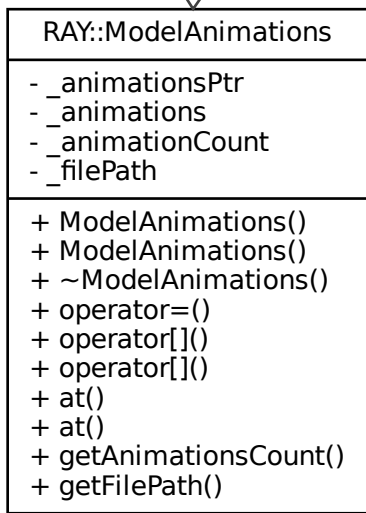 RAY::ModelAnimations
- _animationsPtr
- _animations
- _animationCount
- _filePath
+ ModelAnimations()
+ ModelAnimations()
+ ~ModelAnimations()
+ operator=()
+ operator[]()
+ operator[]()
+ at()
+ at()
+ getAnimationsCount()
+ getFilePath()